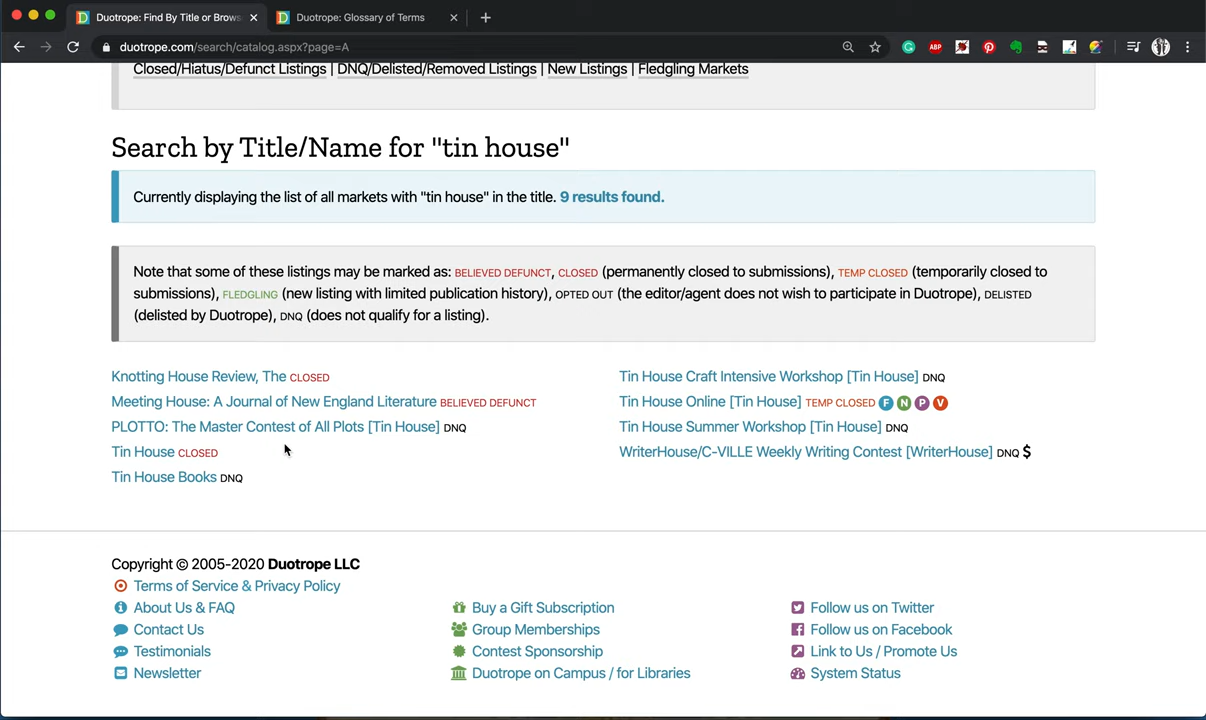 Duotrope: Find By Title or Brows
Duotrope: Glossary of Terms
duotrope.com/search/catalog.aspx?page=A
Closed/Hiatus/Defunct Listings | DNQ/Delisted/Removed Listings | New Listings | Fledgling Markets
Search by Title/Name for "tin house"
Currently displaying the list of all markets with "tin house" in the title. 9 results found.
Note that some of these listings may be marked as: BELIEVED DEFUNCT, CLOSED (permanently closed to submissions), TEMP CLOSED (temporarily closed to
submissions), FLEDGLING (new listing with limited publication history), OPTED OUT (the editor/agent does not wish to participate in Duotrope), DELISTED
(delisted by Duotrope), DNQ (does not qualify for a listing).
Knotting House Review, The CLOSED
Meeting House: A Journal of New England Literature BELIEVED DEFUNCT
PLOTTO: The Master Contest of All Plots [Tin House] DNQ
Tin House CLOSED
Tin House Books DNQ
Tin House Craft Intensive Workshop [Tin House] DNQ
Tin House Online [Tin House] TEMP CLOSED F N P V
Tin House Summer Workshop [Tin House] DNQ
WriterHouse/C-VILLE Weekly Writing Contest [WriterHouse] DNQ $
Copyright © 2005-2020 Duotrope LLC
Terms of Service & Privacy Policy
About Us & FAQ
Contact Us
Testimonials
Newsletter
Buy a Gift Subscription
Group Memberships
Contest Sponsorship
Duotrope on Campus / for Libraries
Follow us on Twitter
Follow us on Facebook
Link to Us / Promote Us
System Status